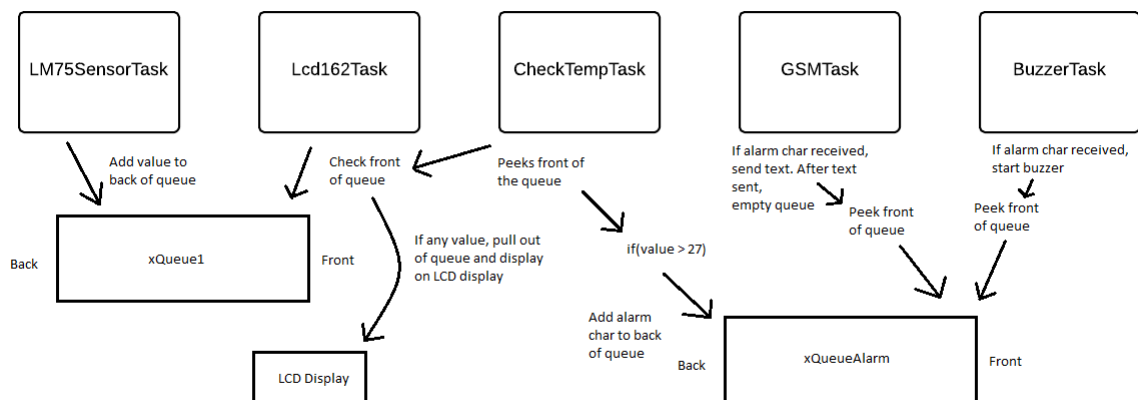 LM75SensorTask
Lcd162Task
CheckTempTask
GSMTask
BuzzerTask
Add value to
back of queue
Check front
of queue
Peeks front of
the queue
If alarm char received,
send text. After text
sent,
empty queue
If alarm char received,
start buzzer
Peek front
of queue
Peek front
of queue
Back
xQueue1
Front
If any value, pull out
of queue and display
on LCD display
if(value > 27)
Add alarm
char to back
of queue
Back
xQueueAlarm
Front
LCD Display